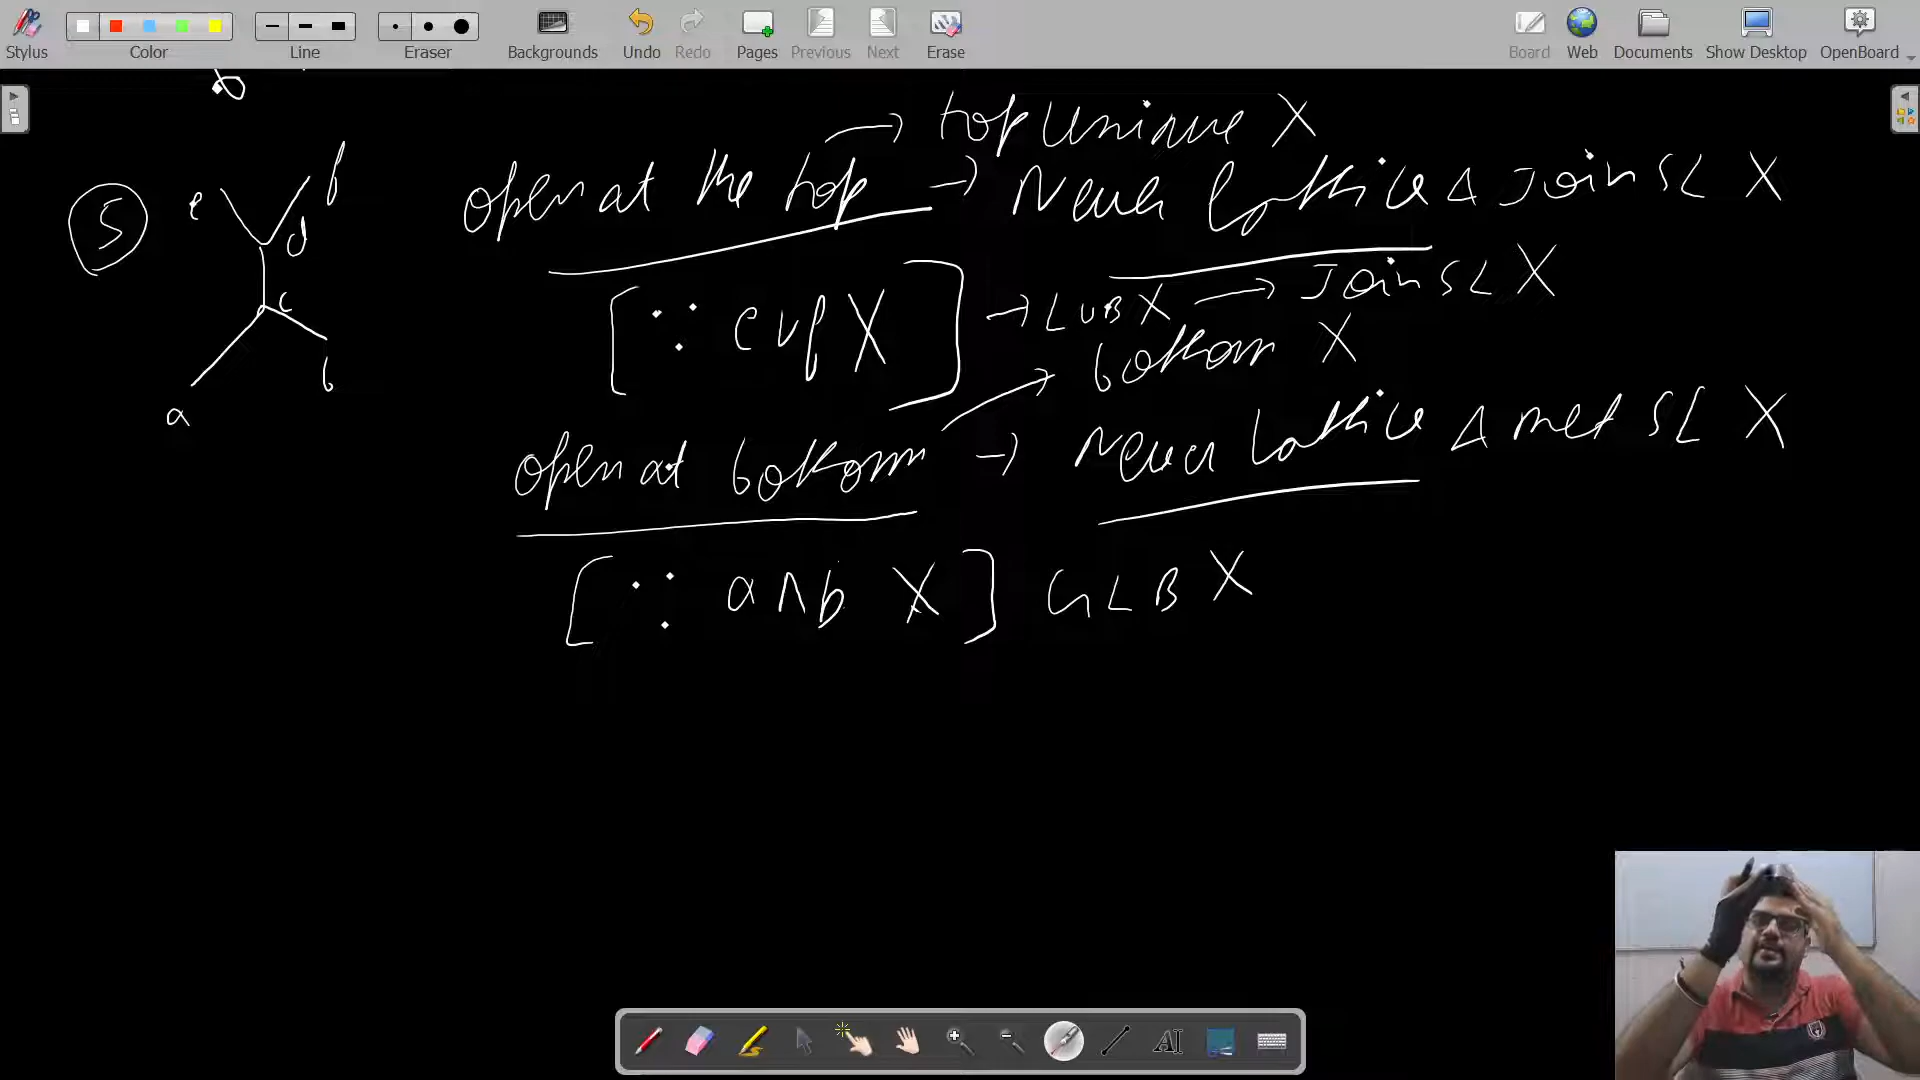 Stylus Color Line Eraser Backgrounds Undo Redo Pages Previous Next Erase Board Web Documents Show Desktop OpenBoard
b
→ top Unique X
5 e f d c a b
open at the top → Never Lattice Δ Join SL X
[∵ e v f X] → LUB X → Join SL X
→ bottom X
open at bottom → Never Lattice Δ meet SL X
[∵ a ∧ b X] GLB X